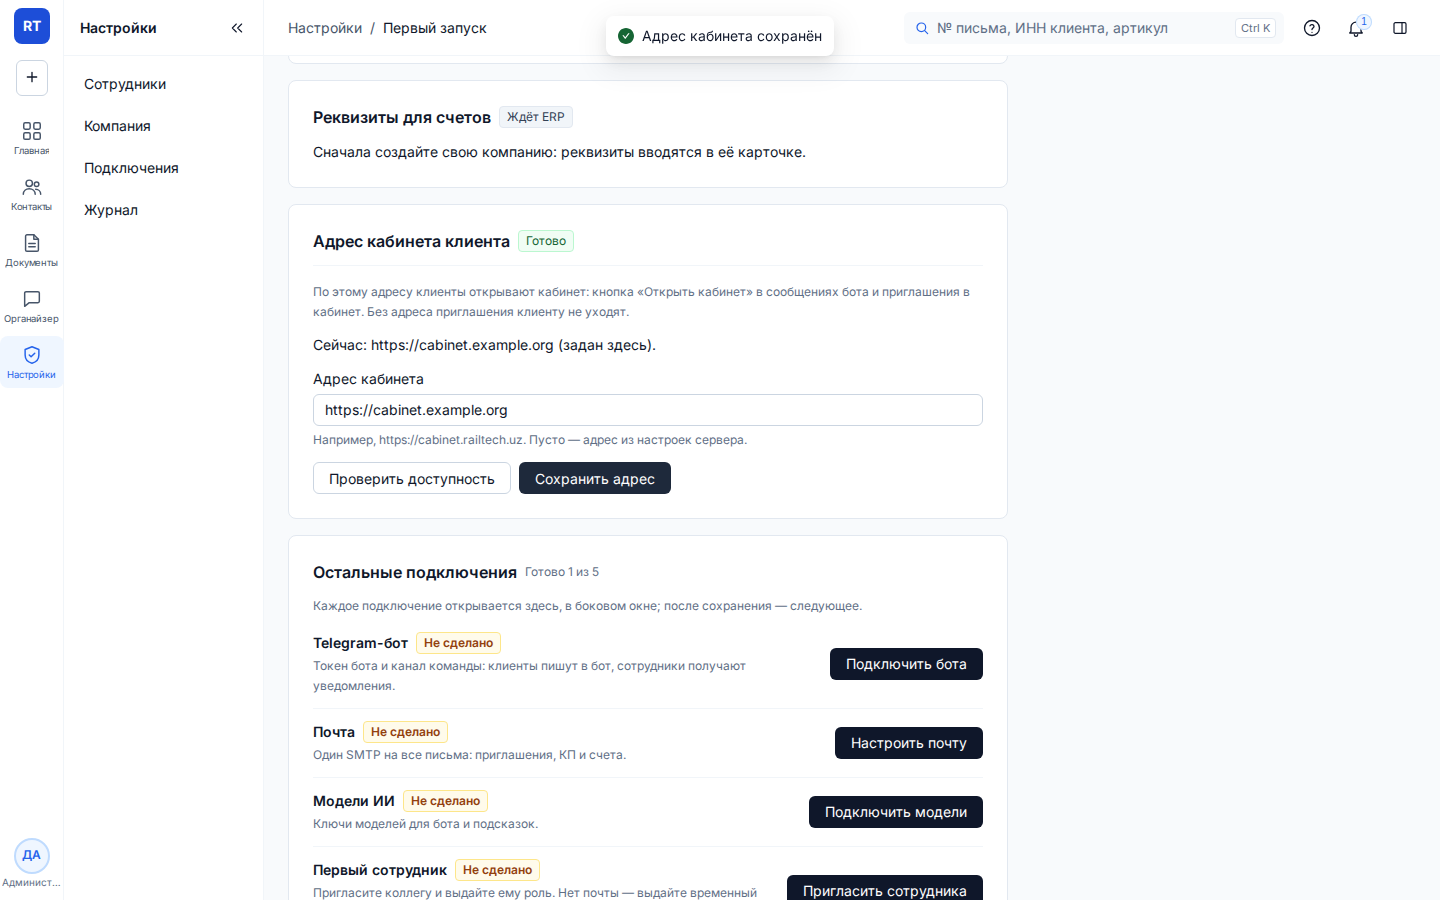 RT
Настройки
Настройки / Первый запуск
Адрес кабинета сохранён
№ письма, ИНН клиента, артикул
Ctrl K
1
Главная
Контакты
Документы
Органайзер
Настройки
Сотрудники
Компания
Подключения
Журнал
Реквизиты для счетов Ждёт ERP
Сначала создайте свою компанию: реквизиты вводятся в её карточке.
Адрес кабинета клиента Готово
По этому адресу клиенты открывают кабинет: кнопка «Открыть кабинет» в сообщениях бота и приглашения в
кабинет. Без адреса приглашения клиенту не уходят.
Сейчас: https://cabinet.example.org (задан здесь).
Адрес кабинета
https://cabinet.example.org
Например, https://cabinet.railtech.uz. Пусто — адрес из настроек сервера.
Проверить доступность Сохранить адрес
Остальные подключения Готово 1 из 5
Каждое подключение открывается здесь, в боковом окне; после сохранения — следующее.
Telegram-бот Не сделано
Токен бота и канал команды: клиенты пишут в бот, сотрудники получают
уведомления.
Подключить бота
Почта Не сделано
Один SMTP на все письма: приглашения, КП и счета.
Настроить почту
Модели ИИ Не сделано
Ключи моделей для бота и подсказок.
Подключить модели
Первый сотрудник Не сделано
Пригласите коллегу и выдайте ему роль. Нет почты — выдайте временный
Пригласить сотрудника
ДА
Админист...